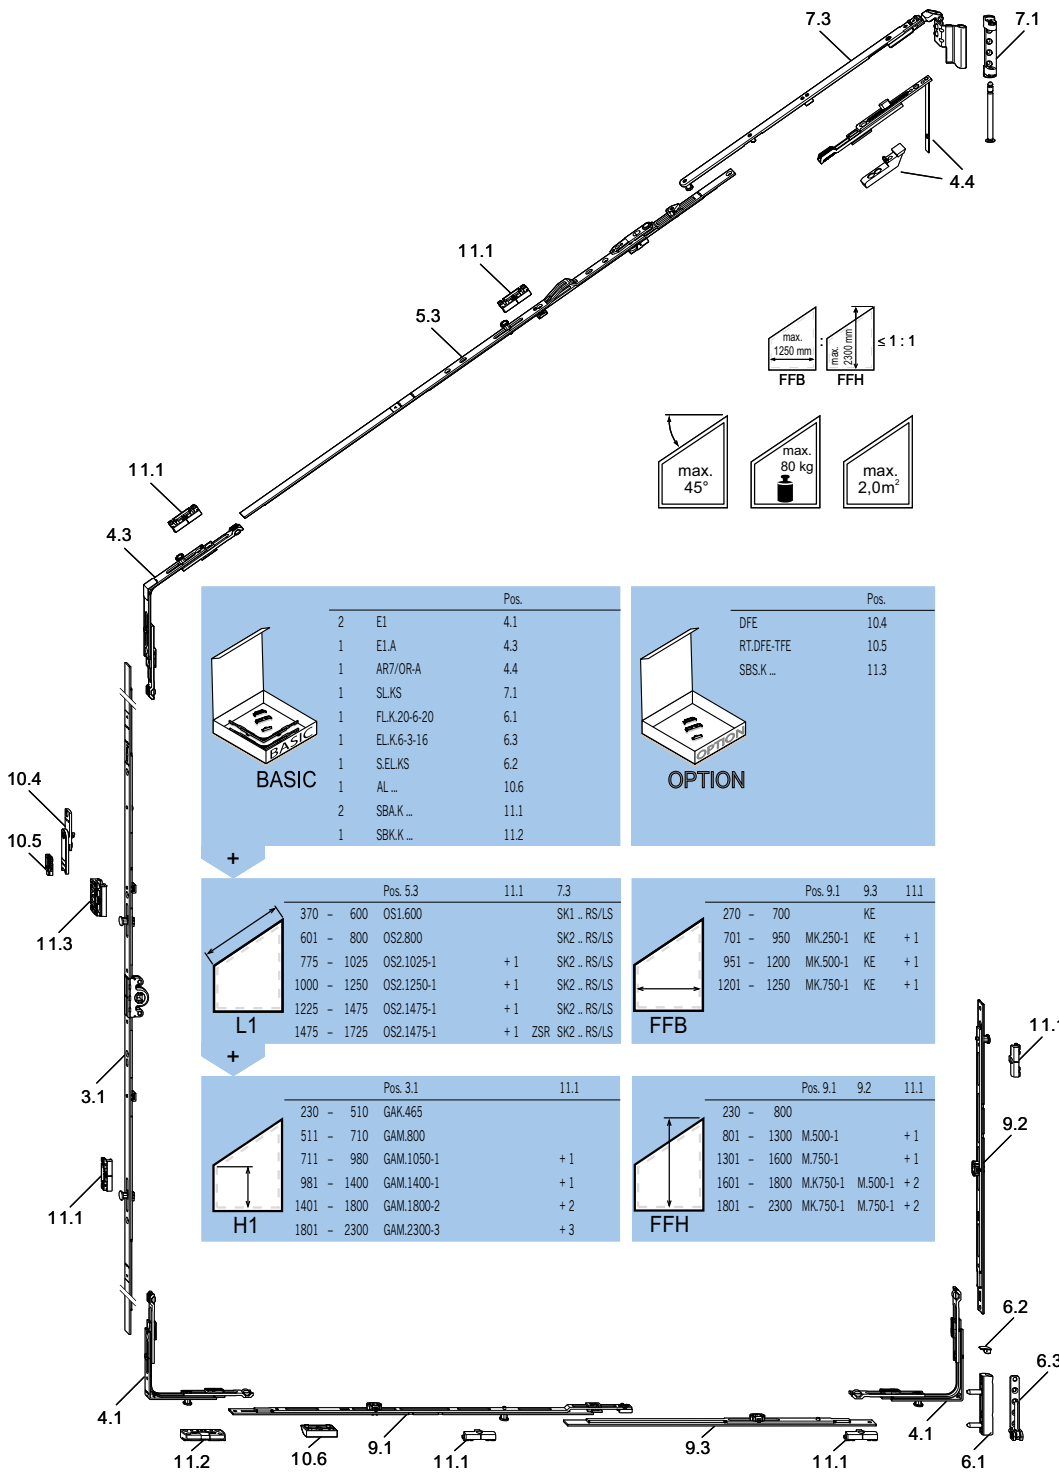 7.3
7.1
4.4
11.1
5.3
max.
1250 mm
FFB
:
max.
2300 mm
FFH
≤ 1 : 1
max.
45°
max.
80 kg
max.
2,0m²
11.1
4.3
Pos.
2 E1 4.1
1 E1.A 4.3
1 AR7/OR-A 4.4
1 SL.KS 7.1
1 FL.K.20-6-20 6.1
1 EL.K.6-3-16 6.3
1 S.EL.KS 6.2
1 AL ... 10.6
2 SBA.K ... 11.1
1 SBK.K ... 11.2
BASIC
BASIC
Pos.
DFE 10.4
RT.DFE-TFE 10.5
SBS.K ... 11.3
OPTION
OPTION
10.4
10.5
11.3
3.1
11.1
+
Pos. 5.3 11.1 7.3
370 – 600 OS1.600 SK1 .. RS/LS
601 – 800 OS2.800 SK2 .. RS/LS
775 – 1025 OS2.1025-1 + 1 SK2 .. RS/LS
1000 – 1250 OS2.1250-1 + 1 SK2 .. RS/LS
1225 – 1475 OS2.1475-1 + 1 SK2 .. RS/LS
1475 – 1725 OS2.1475-1 + 1 ZSR SK2 .. RS/LS
L1
Pos. 9.1 9.3 11.1
270 – 700 KE
701 – 950 MK.250-1 KE + 1
951 – 1200 MK.500-1 KE + 1
1201 – 1250 MK.750-1 KE + 1
FFB
+
Pos. 3.1 11.1
230 – 510 GAK.465
511 – 710 GAM.800
711 – 980 GAM.1050-1 + 1
981 – 1400 GAM.1400-1 + 1
1401 – 1800 GAM.1800-2 + 2
1801 – 2300 GAM.2300-3 + 3
H1
Pos. 9.1 9.2 11.1
230 – 800
801 – 1300 M.500-1 + 1
1301 – 1600 M.750-1 + 1
1601 – 1800 M.K750-1 M.500-1 + 2
1801 – 2300 MK.750-1 M.750-1 + 2
FFH
11.1
9.2
6.2
6.3
4.1
11.2
10.6
9.1
11.1
9.3
11.1
4.1
6.1